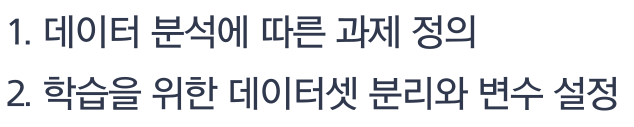 1. 데이터 분석에 따른 과제 정의
2. 학습을 위한 데이터셋 분리와 변수 설정